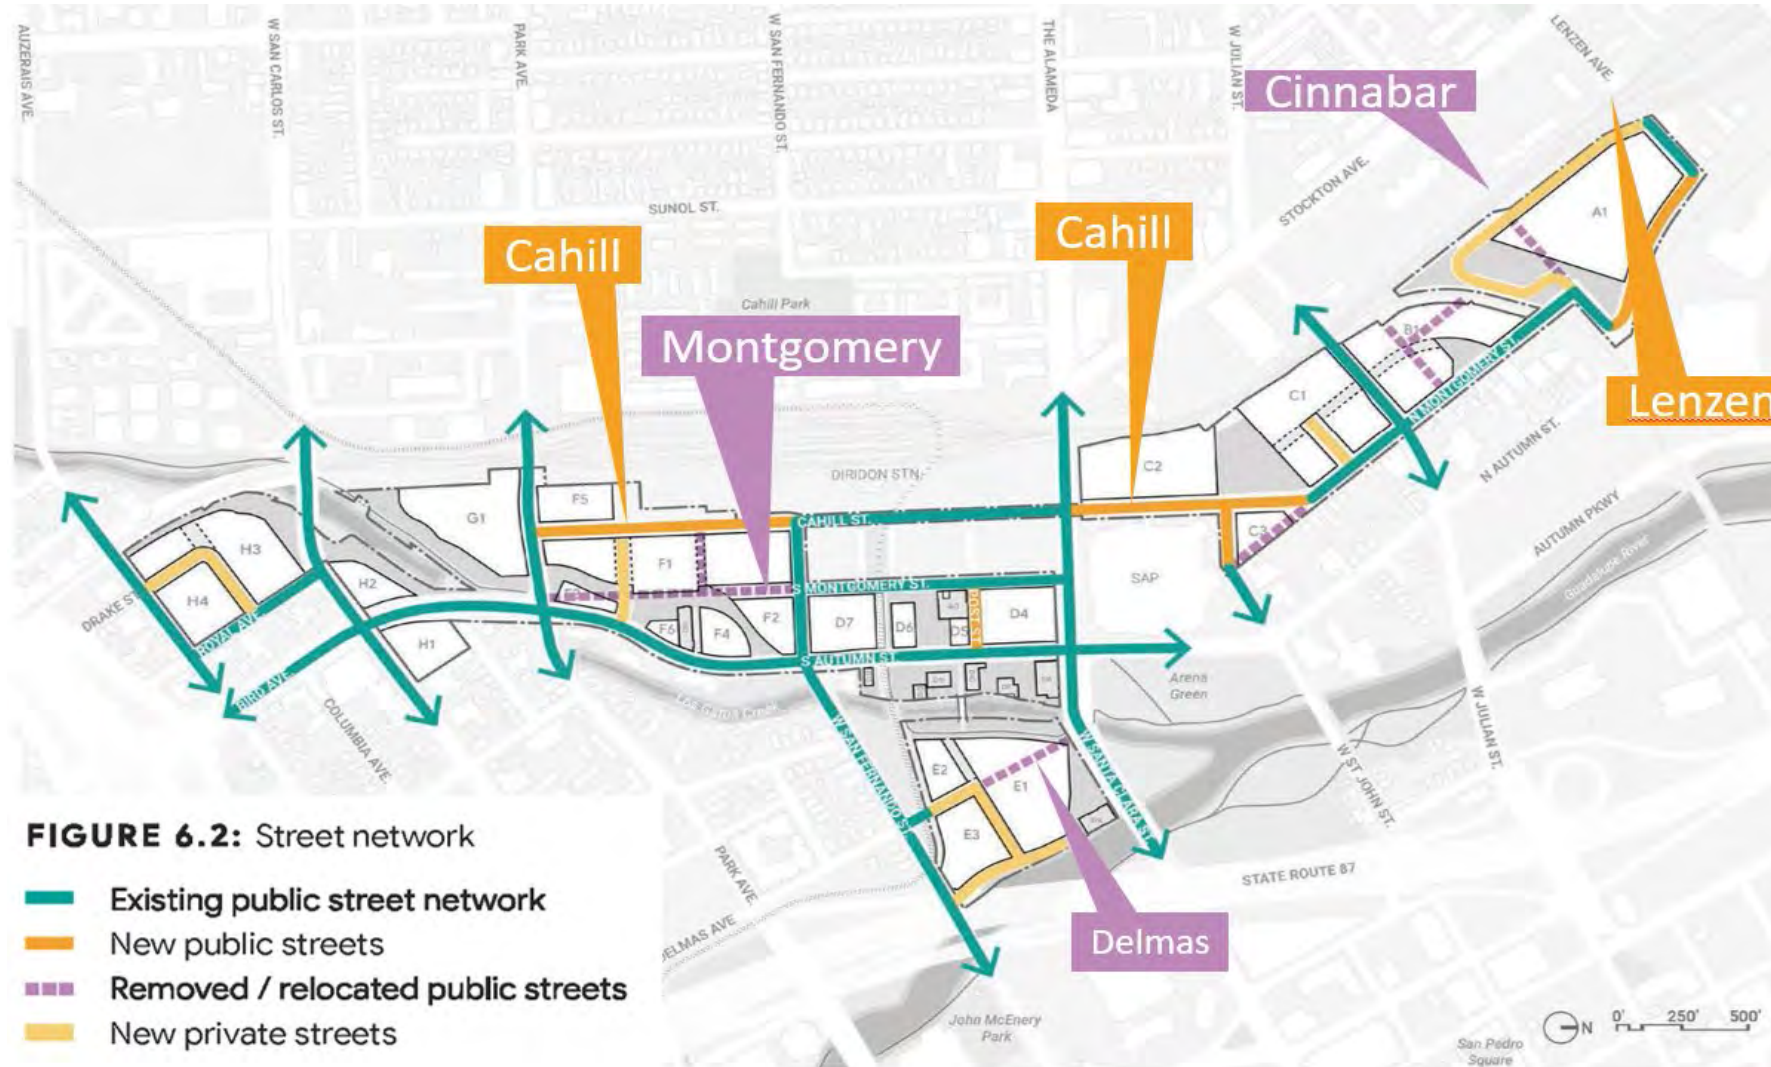 AUZERAIS AVE.
W SAN CARLOS ST.
PARK AVE.
W SAN FERNANDO ST.
THE ALAMEDA
W JULIAN ST.
LENZEN AVE
Cinnabar
STOCKTON AVE.
SUNOL ST.
Cahill
Cahill
Cahill Park
Montgomery
A1
B1
Lenzen
C1
N MONTGOMERY ST.
N AUTUMN ST.
C2
DIRIDON STN.
F5
G1
CAHILL ST.
C3
AUTUMN PKWY
Guadalupe River
H3
F1
SAP
H2
H4
S MONTGOMERY ST.
DRAKE ST
ROYAL AVE
F2
D7
D6
D5
POST ST
D4
F6
F4
H1
S AUTUMN ST.
BIRD AVE
Los Gatos Creek
Arena
Green
COLUMBIA AVE.
W SAN FERNANDO ST.
W SANTA CLARA ST.
W ST JOHN ST.
W JULIAN ST.
E2
E1
E3
PARK AVE.
STATE ROUTE 87
DELMAS AVE
Delmas
FIGURE 6.2: Street network
Existing public street network
New public streets
Removed / relocated public streets
New private streets
John McEnery
Park
N
0' 250' 500'
San Pedro
Square